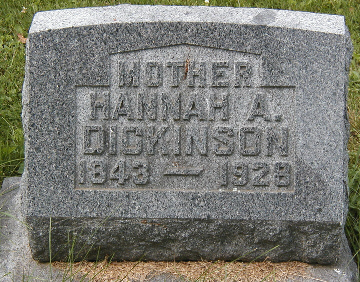 MOTHER
HANNAH A.
DICKINSON
1843 — 1928